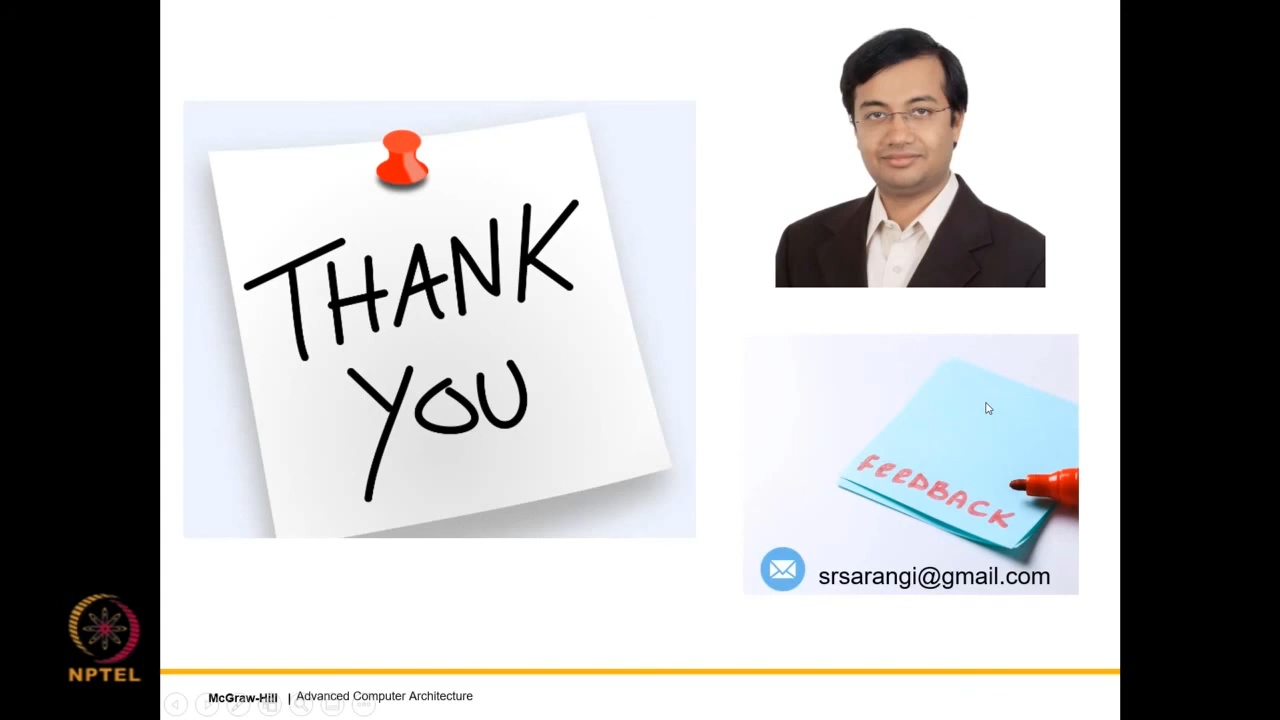 THANK
YOU
FEEDBACK
srsarangi@gmail.com
NPTEL
McGraw-Hill | Advanced Computer Architecture